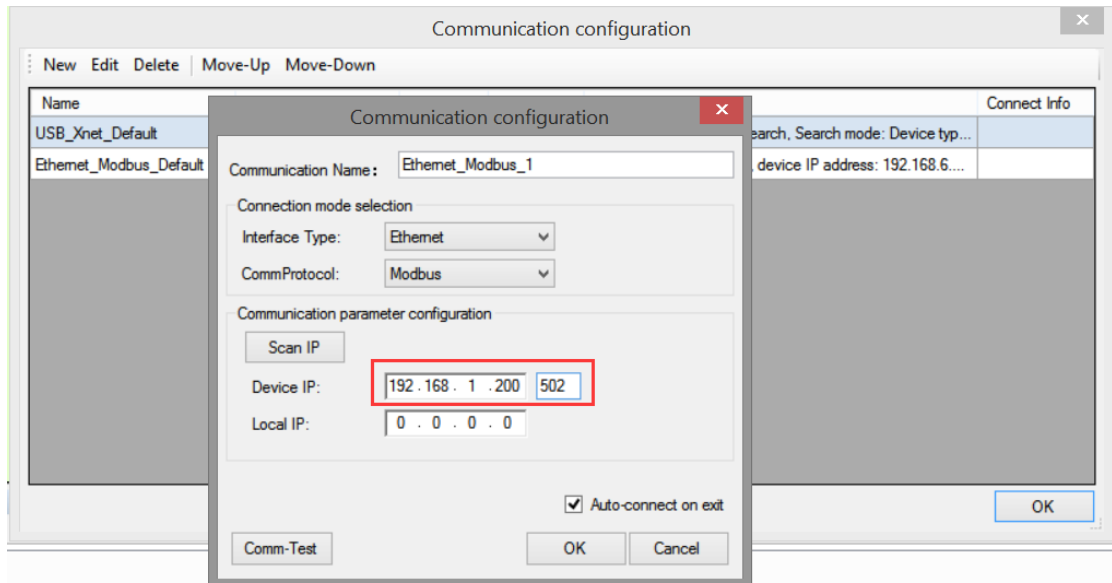 Communication configuration
New Edit Delete Move-Up Move-Down
Name Connect Info
USB_Xnet_Default earch, Search mode: Device typ...
Ethernet_Modbus_Default device IP address: 192.168.6....
Communication configuration
Communication Name: Ethernet_Modbus_1
Connection mode selection
Interface Type: Ethernet
CommProtocol: Modbus
Communication parameter configuration
Scan IP
Device IP: 192 . 168 . 1 . 200 502
Local IP: 0 . 0 . 0 . 0
Auto-connect on exit
OK
Comm-Test OK Cancel